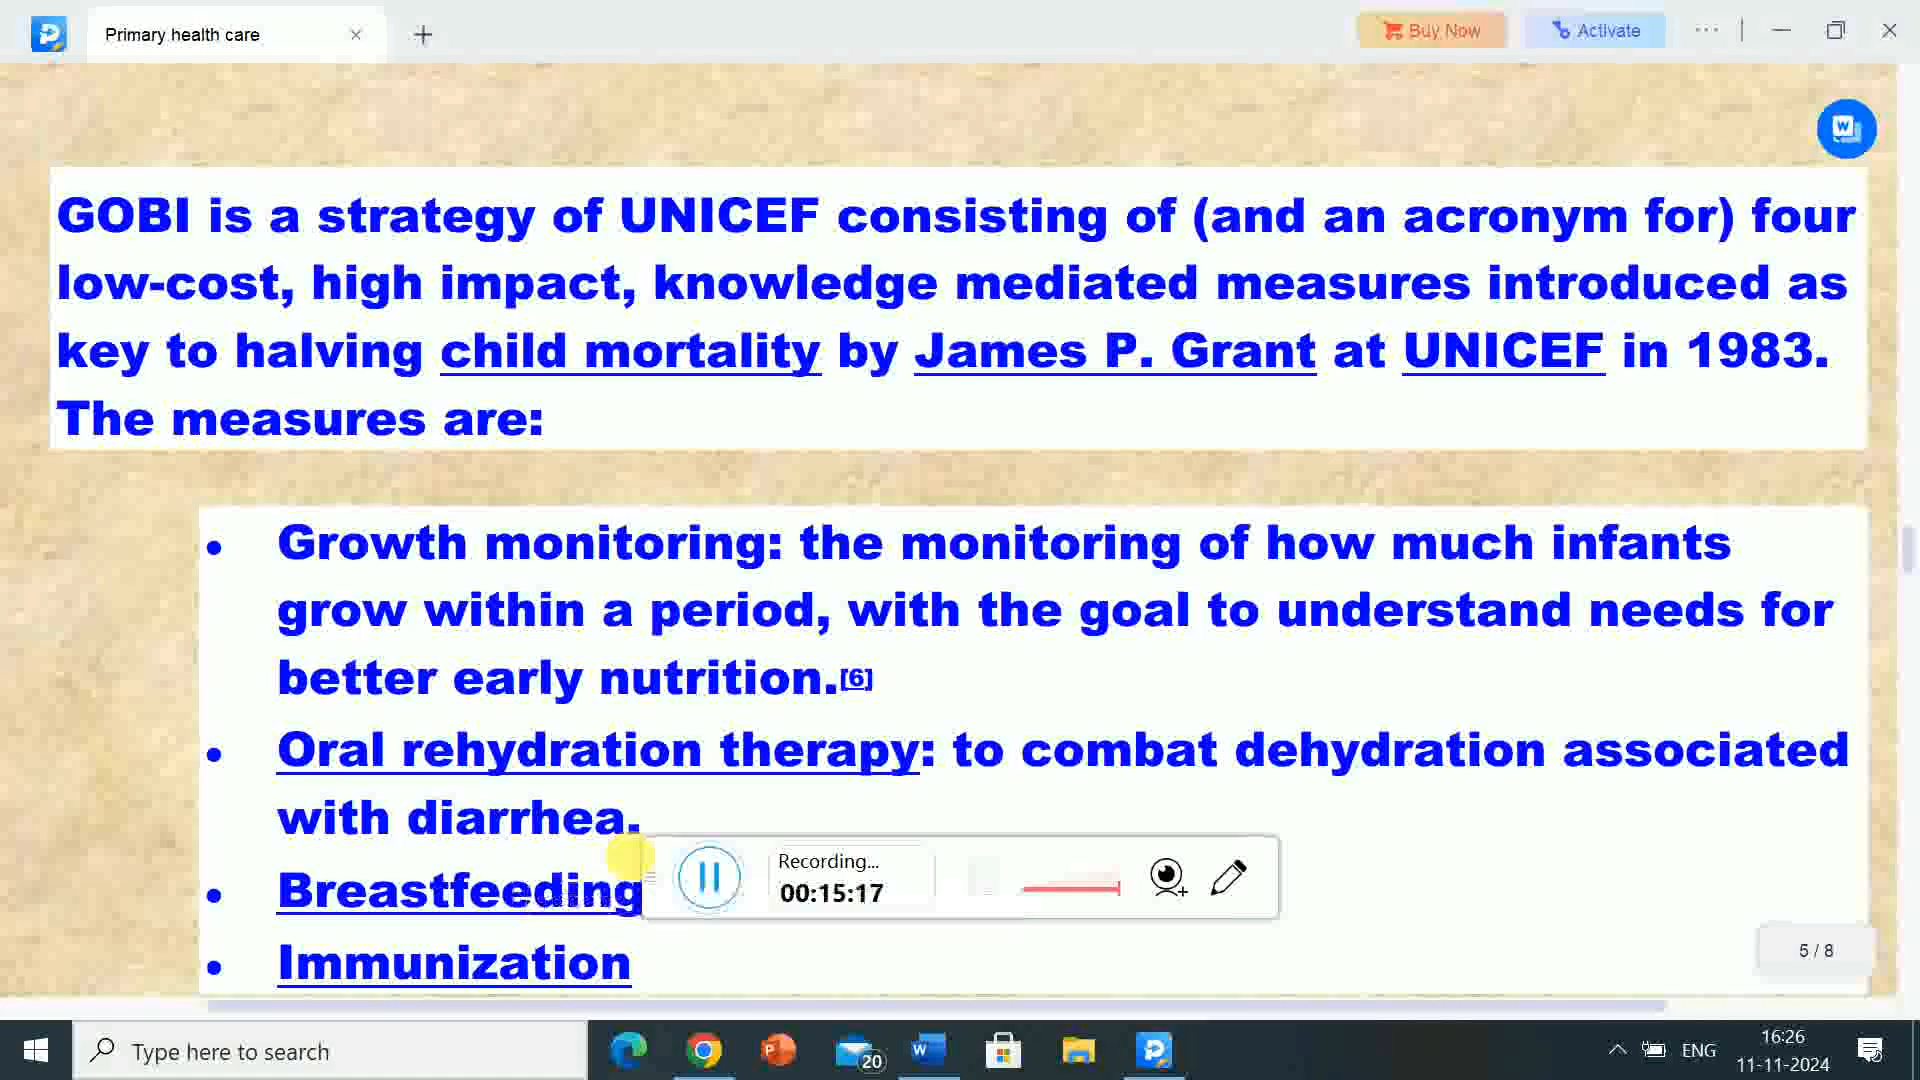 Primary health care
Buy Now
Activate
GOBI is a strategy of UNICEF consisting of (and an acronym for) four
low-cost, high impact, knowledge mediated measures introduced as
key to halving child mortality by James P. Grant at UNICEF in 1983.
The measures are:
• Growth monitoring: the monitoring of how much infants
grow within a period, with the goal to understand needs for
better early nutrition.[6]
• Oral rehydration therapy: to combat dehydration associated
with diarrhea.
• Breastfeeding
Recording...
00:15:17
• Immunization
5 / 8
Type here to search
20
ENG
16:26
11-11-2024